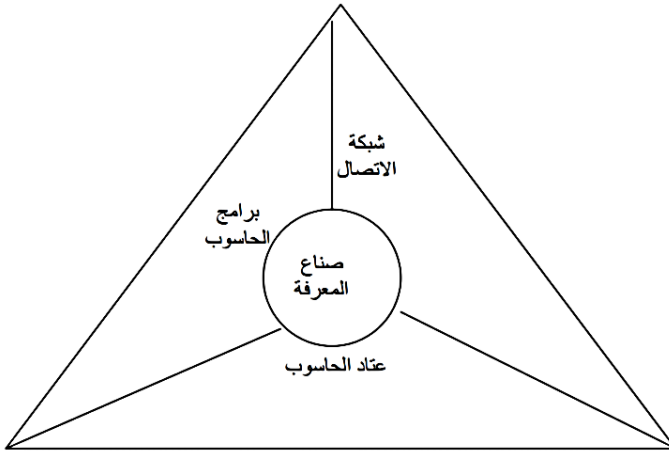 شبكة
الاتصال
برامج
الحاسوب
صناع
المعرفة
عتاد الحاسوب